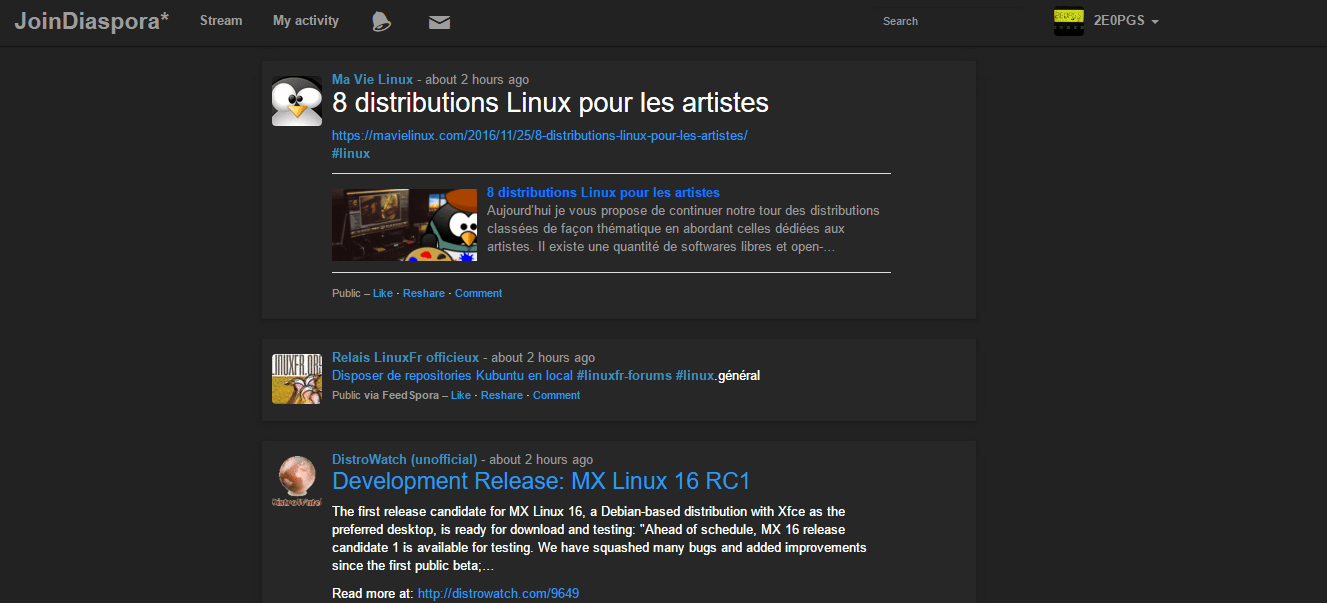 JoinDiaspora* Stream My activity Search 2E0PGS
Ma Vie Linux - about 2 hours ago
8 distributions Linux pour les artistes
https://mavielinux.com/2016/11/25/8-distributions-linux-pour-les-artistes/
#linux
8 distributions Linux pour les artistes
Aujourd'hui je vous propose de continuer notre tour des distributions
classées de façon thématique en abordant celles dédiées aux
artistes. Il existe une quantité de softwares libres et open-...
Public – Like · Reshare · Comment
Relais LinuxFr officieux - about 2 hours ago
Disposer de repositories Kubuntu en local #linuxfr-forums #linux.général
Public via FeedSpora – Like · Reshare · Comment
DistroWatch (unofficial) - about 2 hours ago
Development Release: MX Linux 16 RC1
The first release candidate for MX Linux 16, a Debian-based distribution with Xfce as the
preferred desktop, is ready for download and testing: "Ahead of schedule, MX 16 release
candidate 1 is available for testing. We have squashed many bugs and added improvements
since the first public beta;...
Read more at: http://distrowatch.com/9649